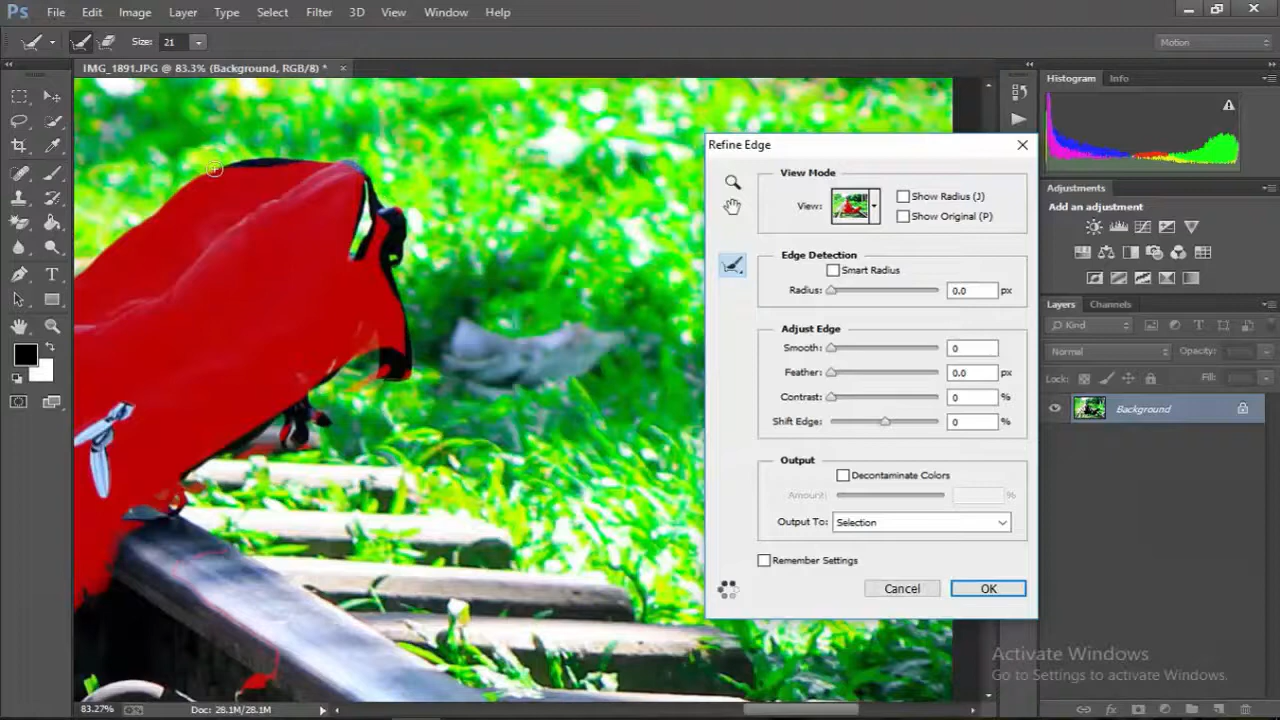 Ps File Edit Image Layer Type Select Filter 3D View Window Help
Size: 21 Motion
IMG_1891.JPG @ 83.3% (Background, RGB/8) * ×
Histogram Info
Refine Edge
View Mode
View: Show Radius (J)
Show Original (P)
Edge Detection
Smart Radius
Radius: 0.0 px
Adjust Edge
Smooth: 0
Feather: 0.0 px
Contrast: 0 %
Shift Edge: 0 %
Output
Decontaminate Colors
Amount: %
Output To: Selection
Remember Settings
Cancel OK
Adjustments
Add an adjustment
Layers Channels
Kind
Normal Opacity:
Lock: Fill:
Background
Activate Windows
Go to Settings to activate Windows.
83.27% Doc: 28.1M/28.1M